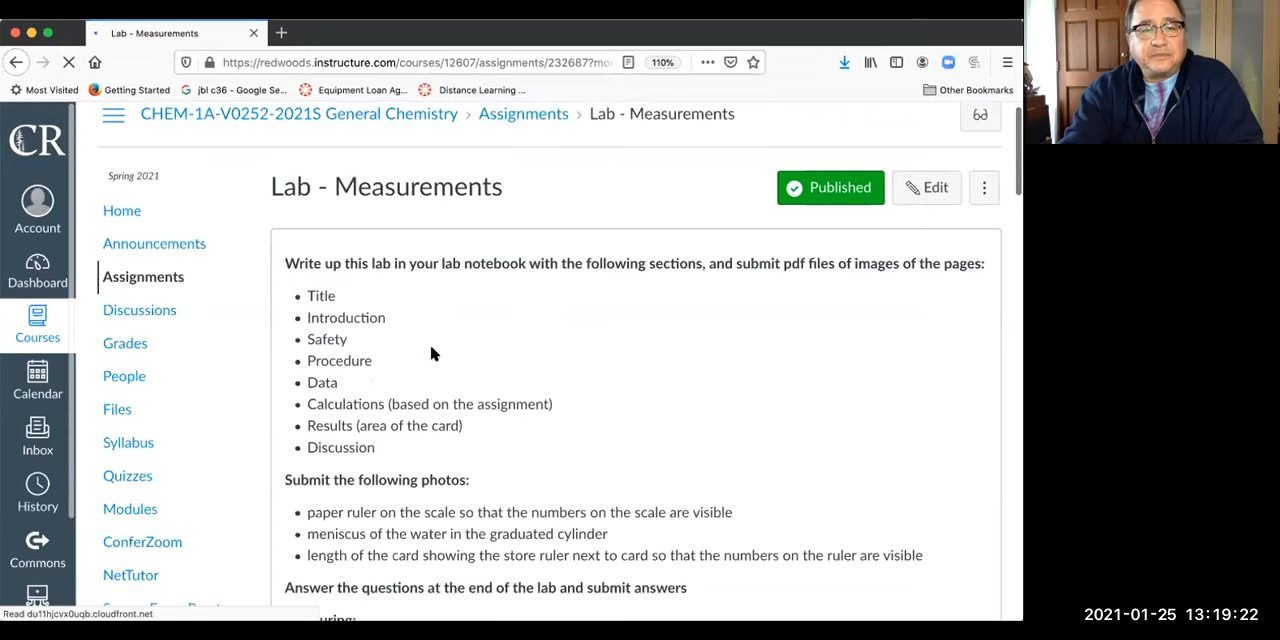 Lab - Measurements
https://redwoods.instructure.com/courses/12607/assignments/232687?mo
110%
Most Visited
Getting Started
jbl c36 - Google Se...
Equipment Loan Ag...
Distance Learning ...
Other Bookmarks
CHEM-1A-V0252-2021S General Chemistry > Assignments > Lab - Measurements
CR
Account
Dashboard
Courses
Calendar
Inbox
History
Commons
Spring 2021
Home
Announcements
Assignments
Discussions
Grades
People
Files
Syllabus
Quizzes
Modules
ConferZoom
NetTutor
Lab - Measurements
Published
Edit
Write up this lab in your lab notebook with the following sections, and submit pdf files of images of the pages:
Title
Introduction
Safety
Procedure
Data
Calculations (based on the assignment)
Results (area of the card)
Discussion
Submit the following photos:
paper ruler on the scale so that the numbers on the scale are visible
meniscus of the water in the graduated cylinder
length of the card showing the store ruler next to card so that the numbers on the ruler are visible
Answer the questions at the end of the lab and submit answers
Read du11hjcvx0uqb.cloudfront.net
2021-01-25 13:19:22